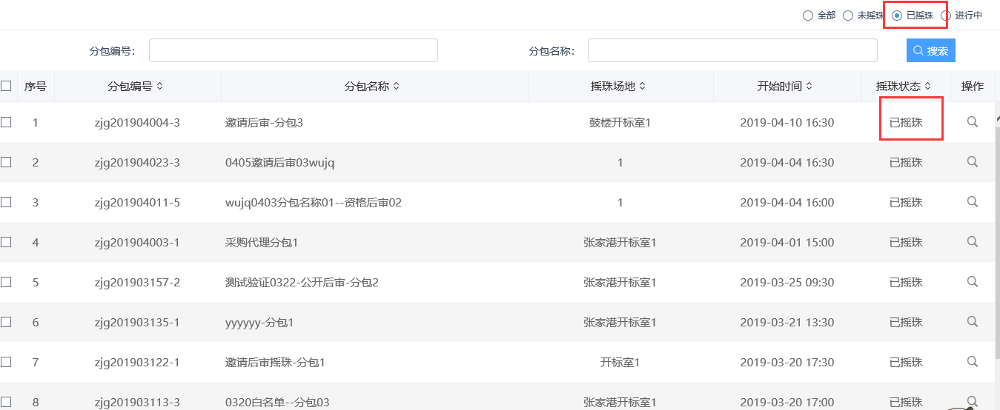 全部 未摇珠 已摇珠 进行中
分包编号： 分包名称： 搜索
序号 分包编号 分包名称 摇珠场地 开始时间 摇珠状态 操作
1 zjg201904004-3 邀请后审-分包3 鼓楼开标室1 2019-04-10 16:30 已摇珠
2 zjg201904023-3 0405邀请后审03wujq 1 2019-04-04 16:30 已摇珠
3 zjg201904011-5 wujq0403分包名称01--资格后审02 1 2019-04-04 16:00 已摇珠
4 zjg201904003-1 采购代理分包1 张家港开标室1 2019-04-01 15:00 已摇珠
5 zjg201903157-2 测试验证0322-公开后审-分包2 张家港开标室1 2019-03-25 09:30 已摇珠
6 zjg201903135-1 yyyyyy-分包1 张家港开标室1 2019-03-21 13:30 已摇珠
7 zjg201903122-1 邀请后审摇珠-分包1 开标室1 2019-03-20 17:30 已摇珠
8 zjg201903113-3 0320白名单--分包03 张家港开标室1 2019-03-20 17:00 已摇珠